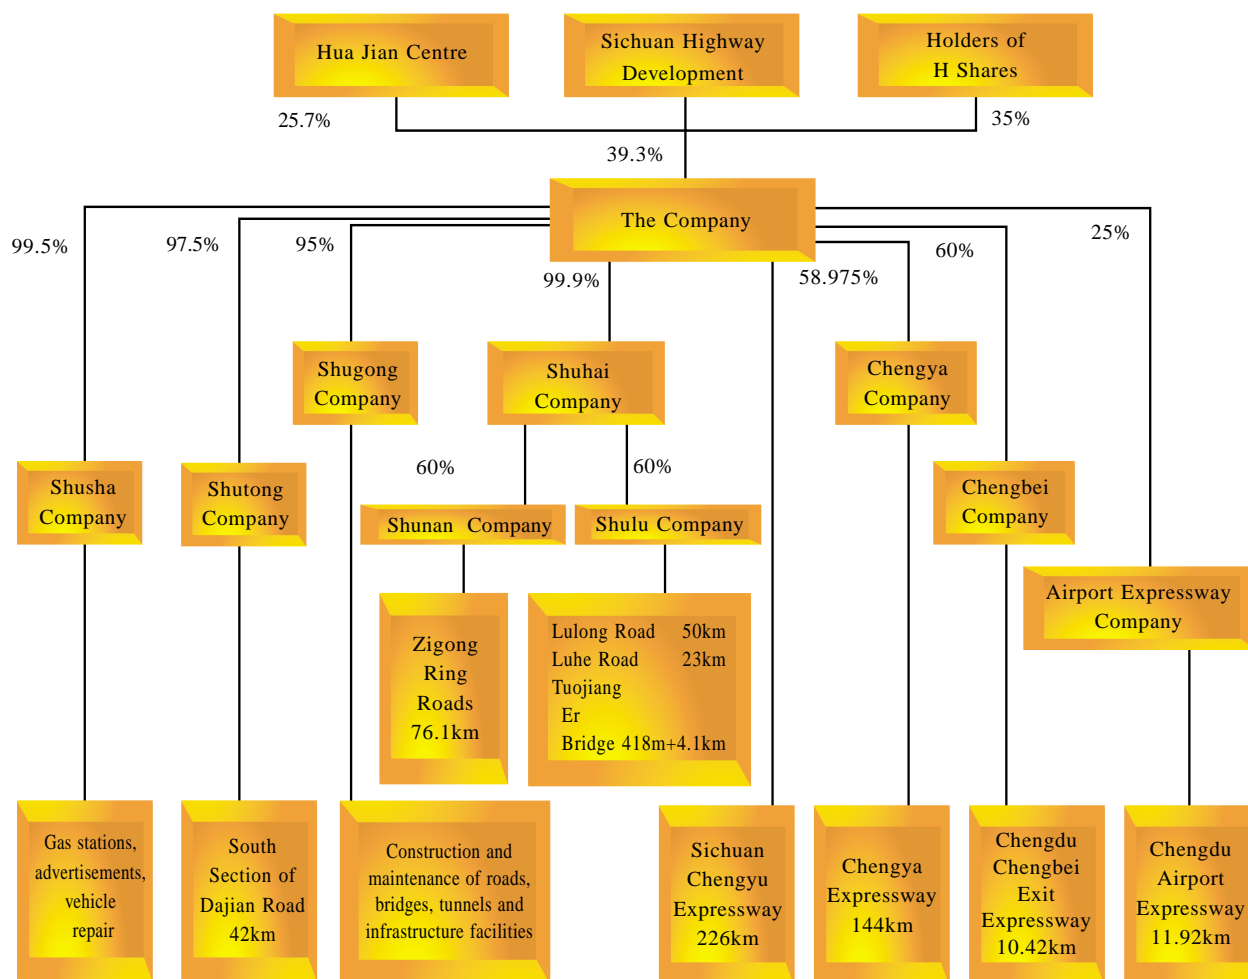 Hua Jian Centre
Sichuan Highway
Development
Holders of
H Shares
25.7%
35%
39.3%
The Company
99.5%
97.5%
95%
99.9%
58.975%
60%
25%
Shugong
Company
Shuhai
Company
Chengya
Company
60%
60%
Shusha
Company
Shutong
Company
Shunan Company
Shulu Company
Chengbei
Company
Airport Expressway
Company
Zigong
Ring
Roads
76.1km
Lulong Road 50km
Luhe Road 23km
Tuojiang
Er
Bridge 418m+4.1km
Gas stations,
advertisements,
vehicle
repair
South
Section of
Dajian Road
42km
Construction and
maintenance of roads,
bridges, tunnels and
infrastructure facilities
Sichuan
Chengyu
Expressway
226km
Chengya
Expressway
144km
Chengdu
Chengbei
Exit
Expressway
10.42km
Chengdu
Airport
Expressway
11.92km